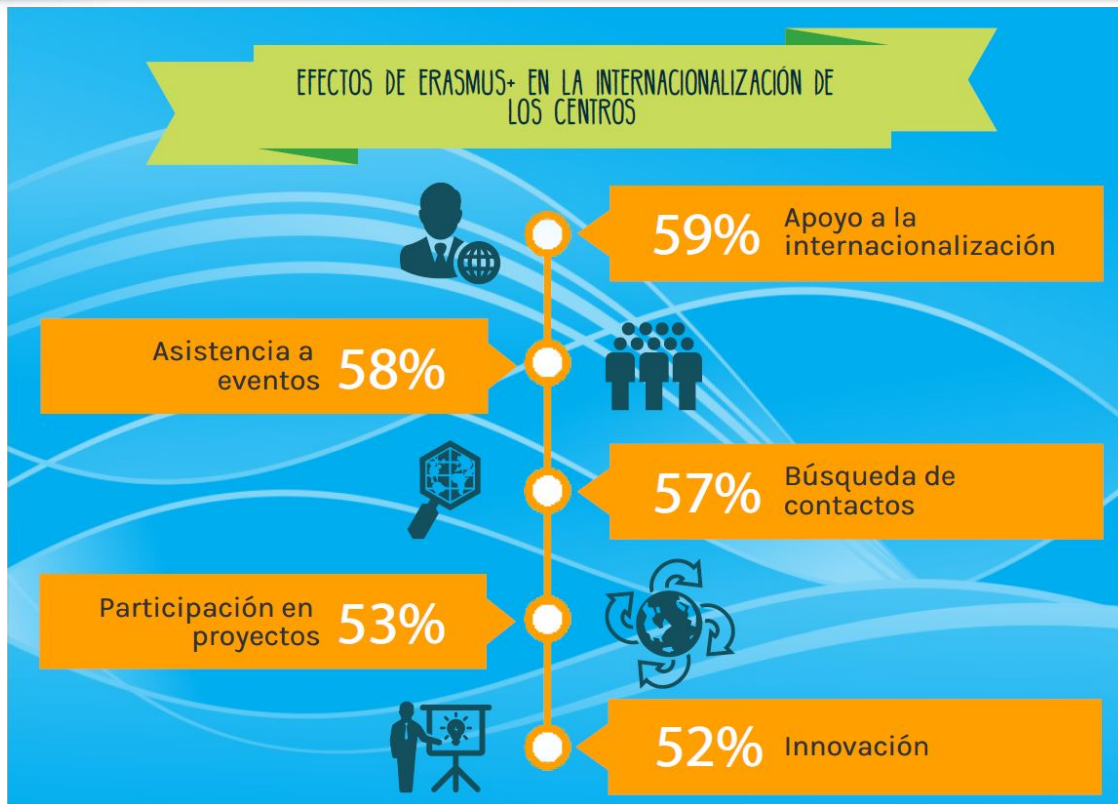 EFECTOS DE ERASMUS+ EN LA INTERNACIONALIZACIÓN DE
LOS CENTROS
59% Apoyo a la
internacionalización
Asistencia a
eventos 58%
57% Búsqueda de
contactos
Participación en
proyectos 53%
52% Innovación